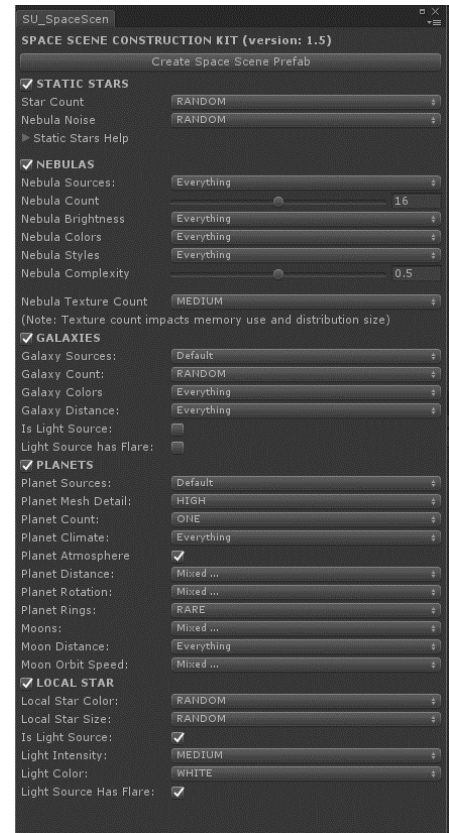 SU_SpaceScen
SPACE SCENE CONSTRUCTION KIT (version: 1.5)
Create Space Scene Prefab
STATIC STARS
Star Count RANDOM
Nebula Noise RANDOM
Static Stars Help
NEBULAS
Nebula Sources: Everything
Nebula Count 16
Nebula Brightness Everything
Nebula Colors Everything
Nebula Styles Everything
Nebula Complexity 0.5
Nebula Texture Count MEDIUM
(Note: Texture count impacts memory use and distribution size)
GALAXIES
Galaxy Sources: Default
Galaxy Count: RANDOM
Galaxy Colors Everything
Galaxy Distance: Everything
Is Light Source:
Light Source has Flare:
PLANETS
Planet Sources: Default
Planet Mesh Detail: HIGH
Planet Count: ONE
Planet Climate: Everything
Planet Atmosphere
Planet Distance: Mixed ...
Planet Rotation: Mixed ...
Planet Rings: RARE
Moons: Mixed ...
Moon Distance: Everything
Moon Orbit Speed: Mixed ...
LOCAL STAR
Local Star Color: RANDOM
Local Star Size: RANDOM
Is Light Source:
Light Intensity: MEDIUM
Light Color: WHITE
Light Source Has Flare: